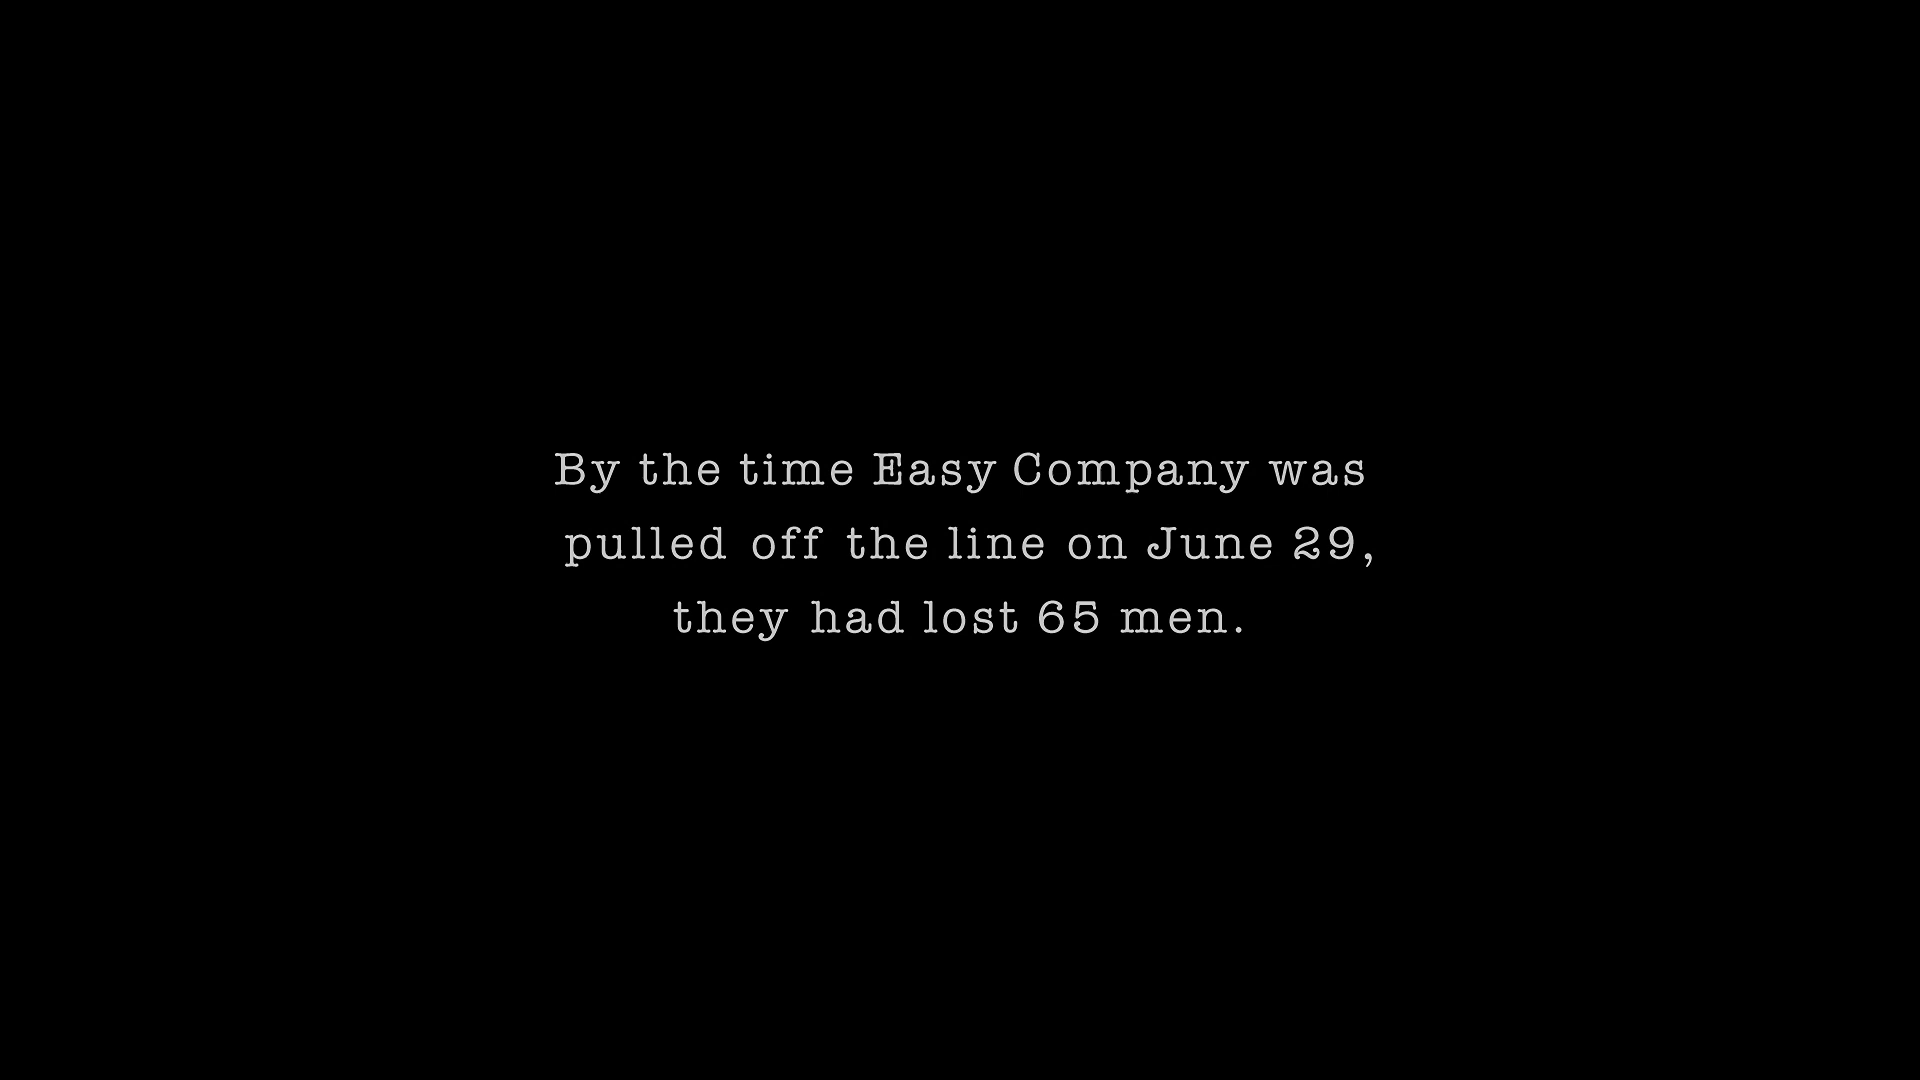 By the time Easy Company was
pulled off the line on June 29,
they had lost 65 men.